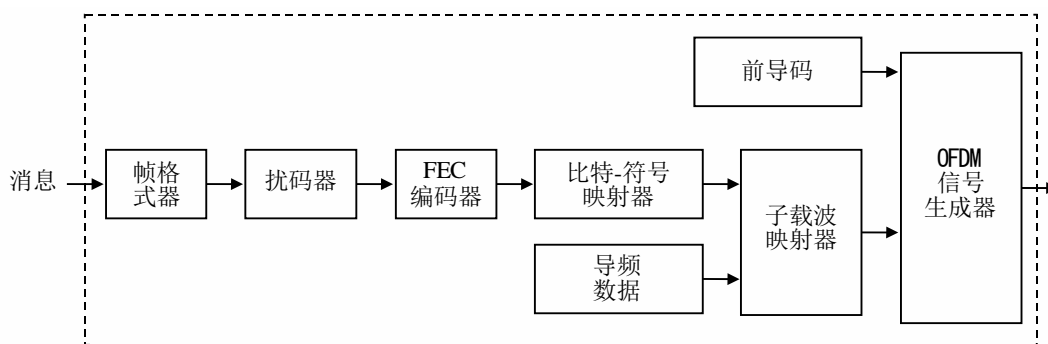 前导码
消息
帧格
式器
扰码器
FEC
编码器
比特-符号
映射器
子载波
映射器
OFDM
信号
生成器
导频
数据